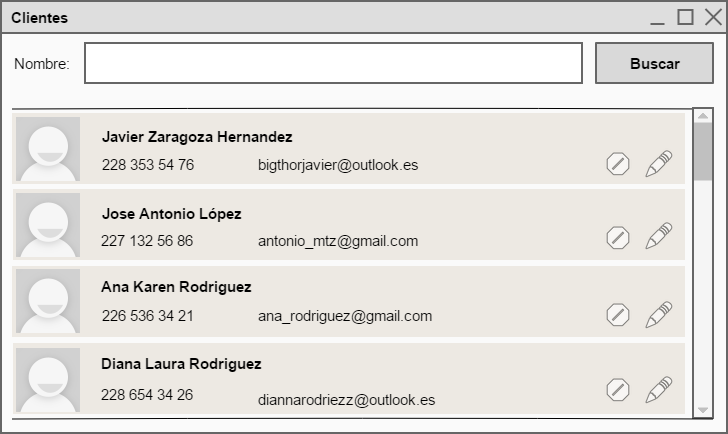 Clientes
Nombre: Buscar
Javier Zaragoza Hernandez
228 353 54 76 bigthorjavier@outlook.es
Jose Antonio López
227 132 56 86 antonio_mtz@gmail.com
Ana Karen Rodriguez
226 536 34 21 ana_rodriguez@gmail.com
Diana Laura Rodriguez
228 654 34 26 diannarodriezz@outlook.es